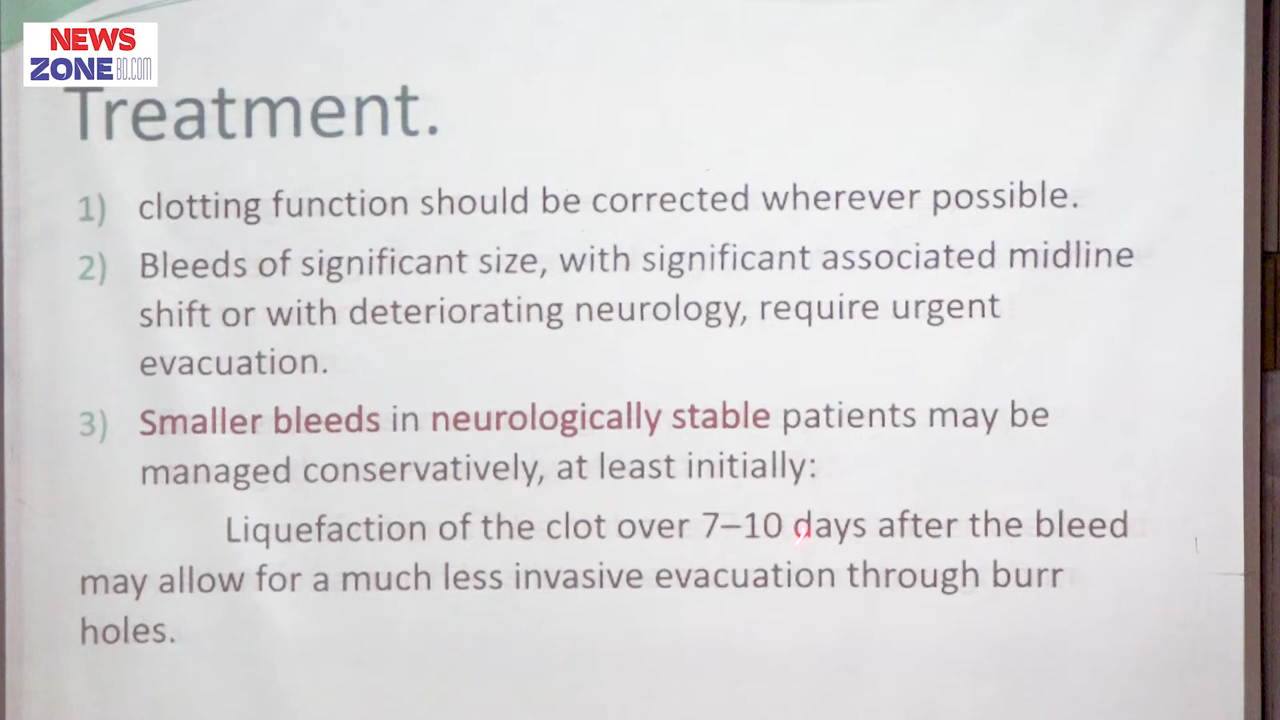 NEWS
ZONE BD.COM
Treatment.
1) clotting function should be corrected wherever possible.
2) Bleeds of significant size, with significant associated midline
shift or with deteriorating neurology, require urgent
evacuation.
3) Smaller bleeds in neurologically stable patients may be
managed conservatively, at least initially:
Liquefaction of the clot over 7–10 days after the bleed
may allow for a much less invasive evacuation through burr
holes.